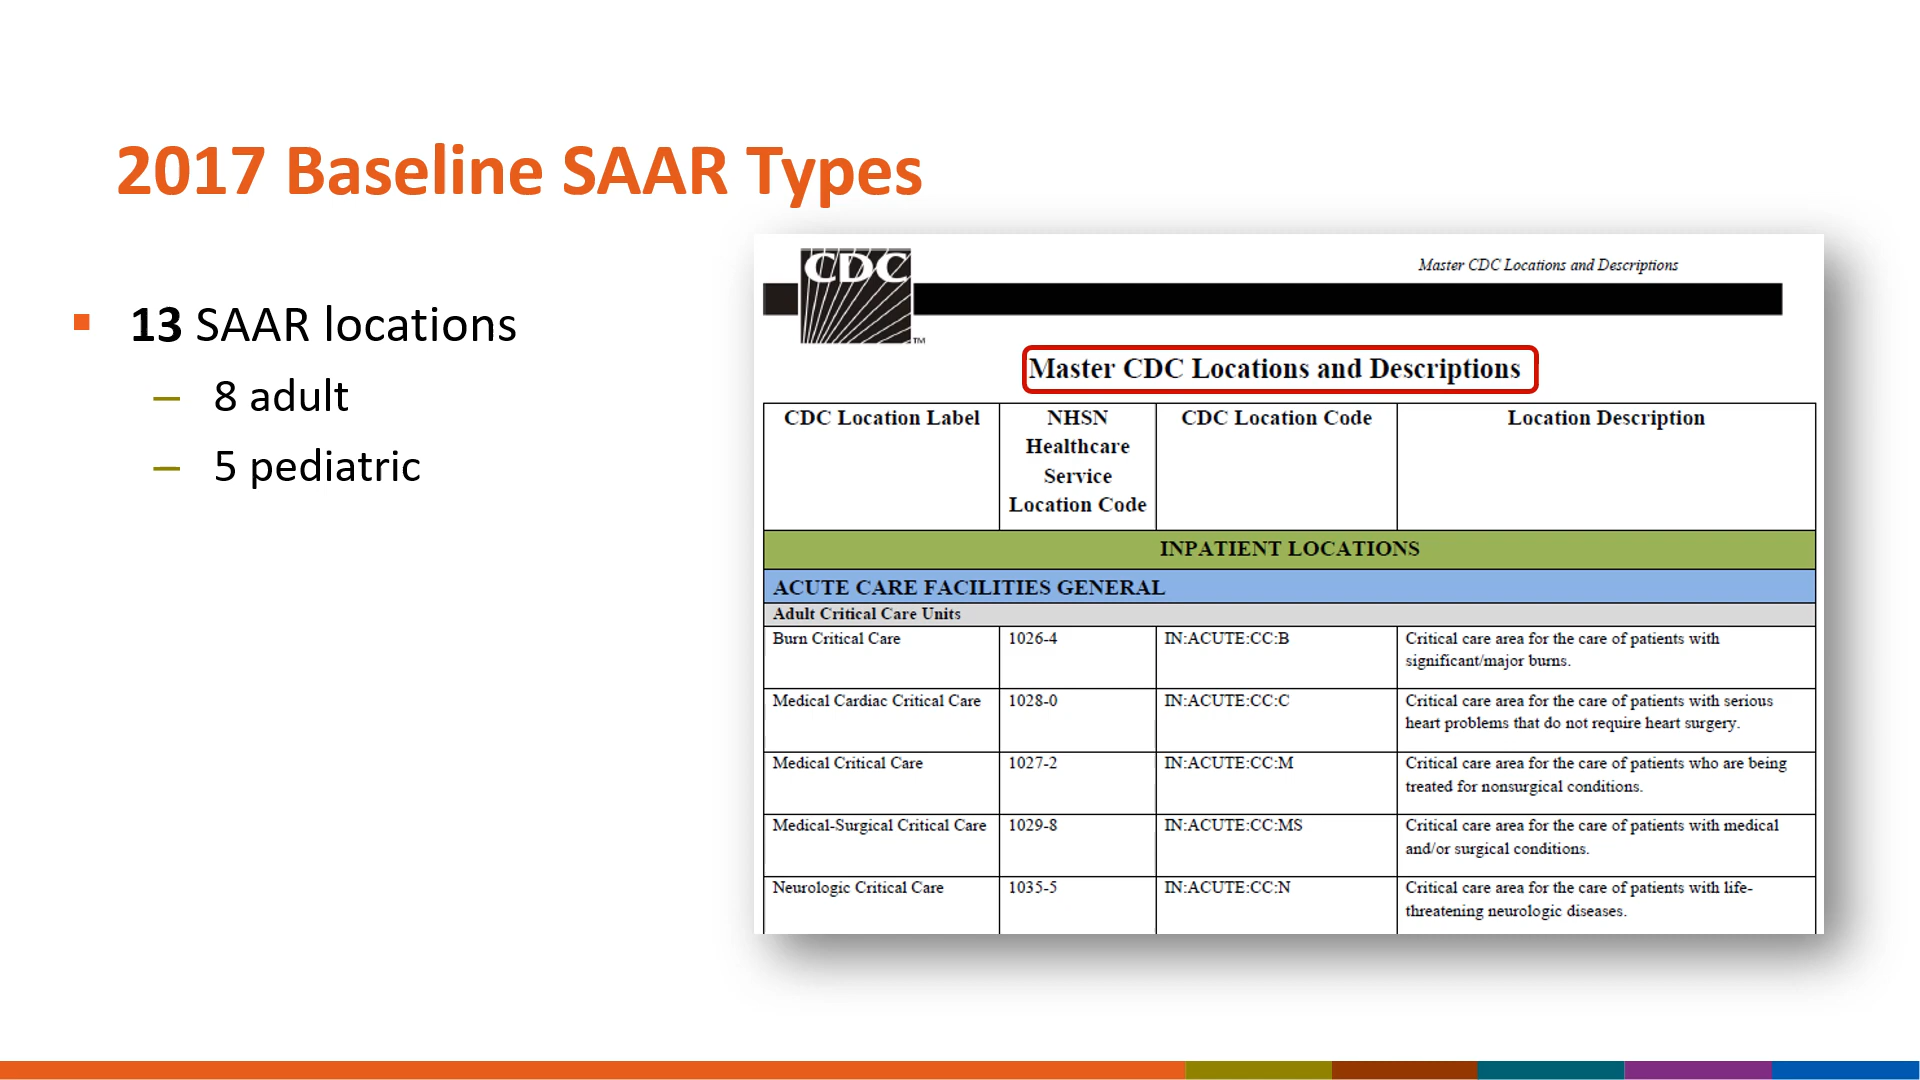 2017 Baseline SAAR Types
▪ 13 SAAR locations
– 8 adult
– 5 pediatric
CDC
TM
Master CDC Locations and Descriptions
Master CDC Locations and Descriptions
CDC Location Label
NHSN
Healthcare
Service
Location Code
CDC Location Code
Location Description
INPATIENT LOCATIONS
ACUTE CARE FACILITIES GENERAL
Adult Critical Care Units
Burn Critical Care
1026-4
IN:ACUTE:CC:B
Critical care area for the care of patients with
significant/major burns.
Medical Cardiac Critical Care
1028-0
IN:ACUTE:CC:C
Critical care area for the care of patients with serious
heart problems that do not require heart surgery.
Medical Critical Care
1027-2
IN:ACUTE:CC:M
Critical care area for the care of patients who are being
treated for nonsurgical conditions.
Medical-Surgical Critical Care
1029-8
IN:ACUTE:CC:MS
Critical care area for the care of patients with medical
and/or surgical conditions.
Neurologic Critical Care
1035-5
IN:ACUTE:CC:N
Critical care area for the care of patients with life-
threatening neurologic diseases.